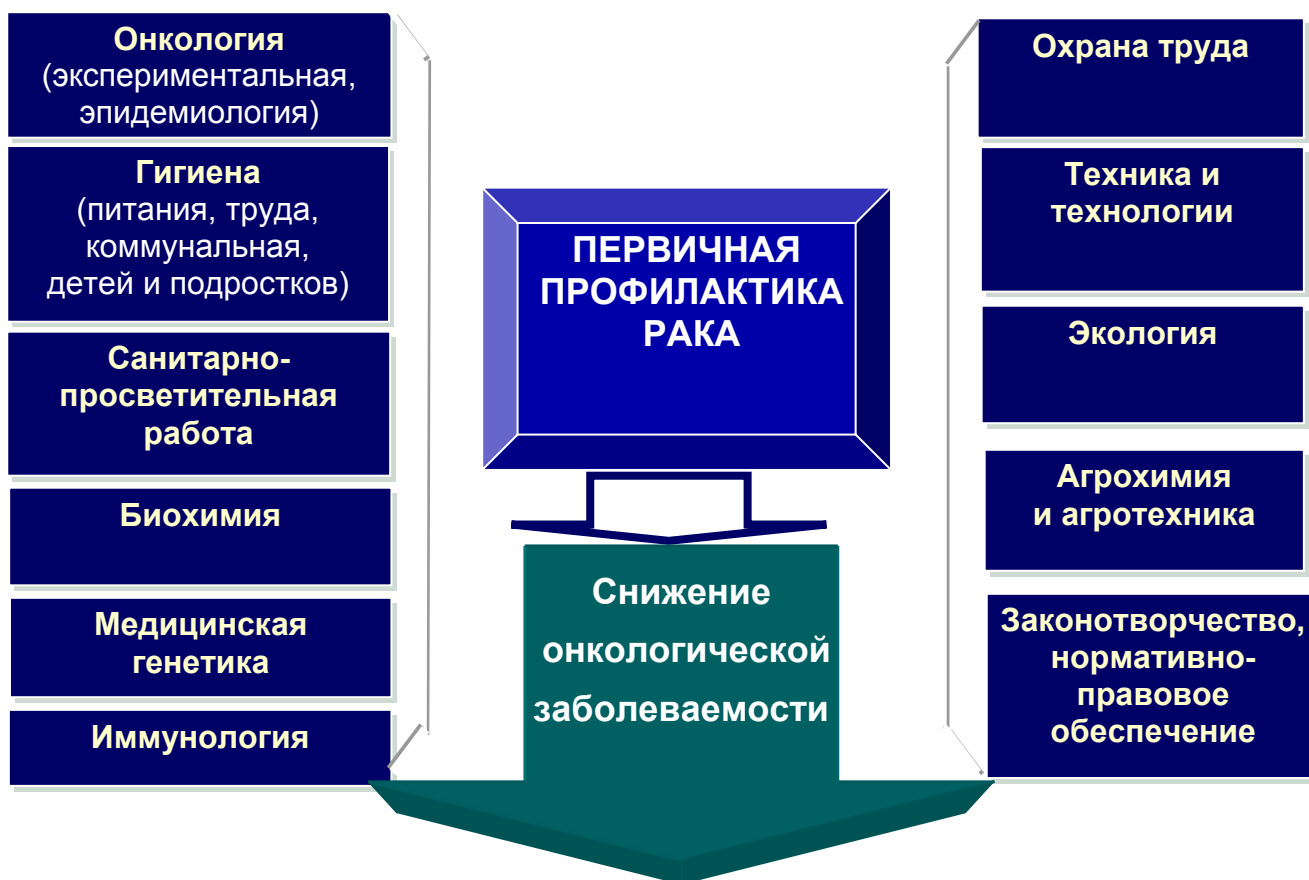 Онкология
(экспериментальная,
эпидемиология)
Гигиена
(питания, труда,
коммунальная,
детей и подростков)
Санитарно-
просветительная
работа
Биохимия
Медицинская
генетика
Иммунология
ПЕРВИЧНАЯ
ПРОФИЛАКТИКА
РАКА
Снижение
онкологической
заболеваемости
Охрана труда
Техника и
технологии
Экология
Агрохимия
и агротехника
Законотворчество,
нормативно-
правовое
обеспечение